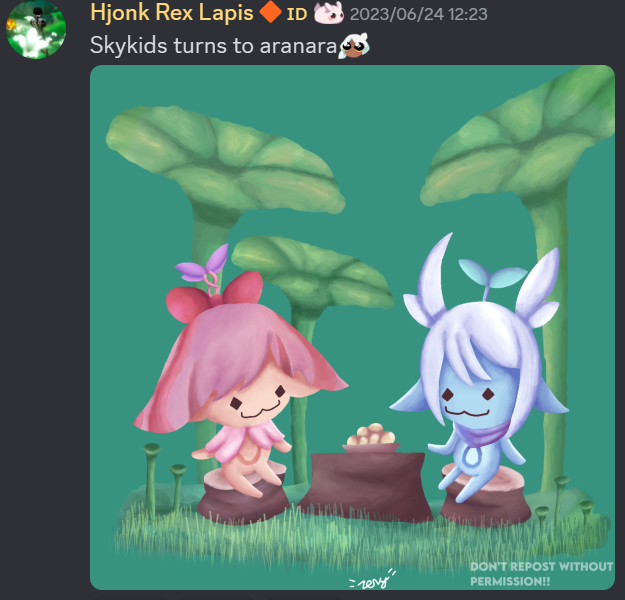 Hjonk Rex Lapis 🔶 ID 2023/06/24 12:23
Skykids turns to aranara
DON'T REPOST WITHOUT
PERMISSION!!